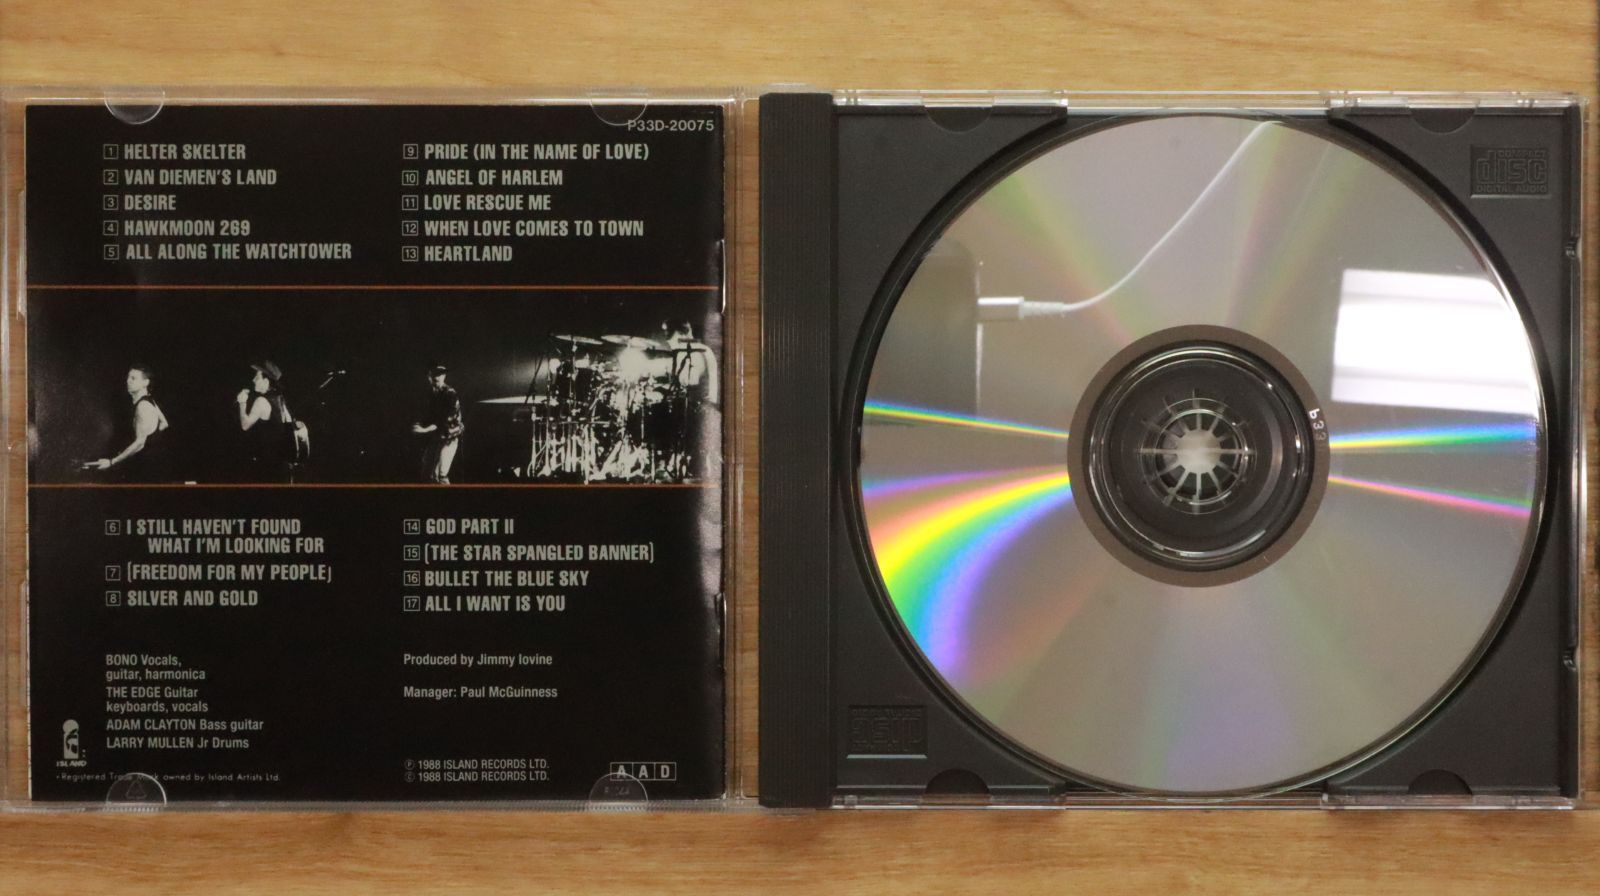 P33D-20075
1 HELTER SKELTER
2 VAN DIEMEN'S LAND
3 DESIRE
4 HAWKMOON 269
5 ALL ALONG THE WATCHTOWER
9 PRIDE (IN THE NAME OF LOVE)
10 ANGEL OF HARLEM
11 LOVE RESCUE ME
12 WHEN LOVE COMES TO TOWN
13 HEARTLAND
6 I STILL HAVEN'T FOUND
WHAT I'M LOOKING FOR
7 (FREEDOM FOR MY PEOPLE)
8 SILVER AND GOLD
14 GOD PART II
15 (THE STAR SPANGLED BANNER)
16 BULLET THE BLUE SKY
17 ALL I WANT IS YOU
BONO Vocals,
guitar, harmonica
THE EDGE Guitar
keyboards, vocals
ADAM CLAYTON Bass guitar
LARRY MULLEN Jr Drums
Produced by Jimmy Iovine
Manager: Paul McGuinness
ISLAND
• Registered Trade Mark owned by Island Artists Ltd.
Ⓟ 1988 ISLAND RECORDS LTD.
© 1988 ISLAND RECORDS LTD.
A A D
COMPACT
disc
DIGITAL AUDIO